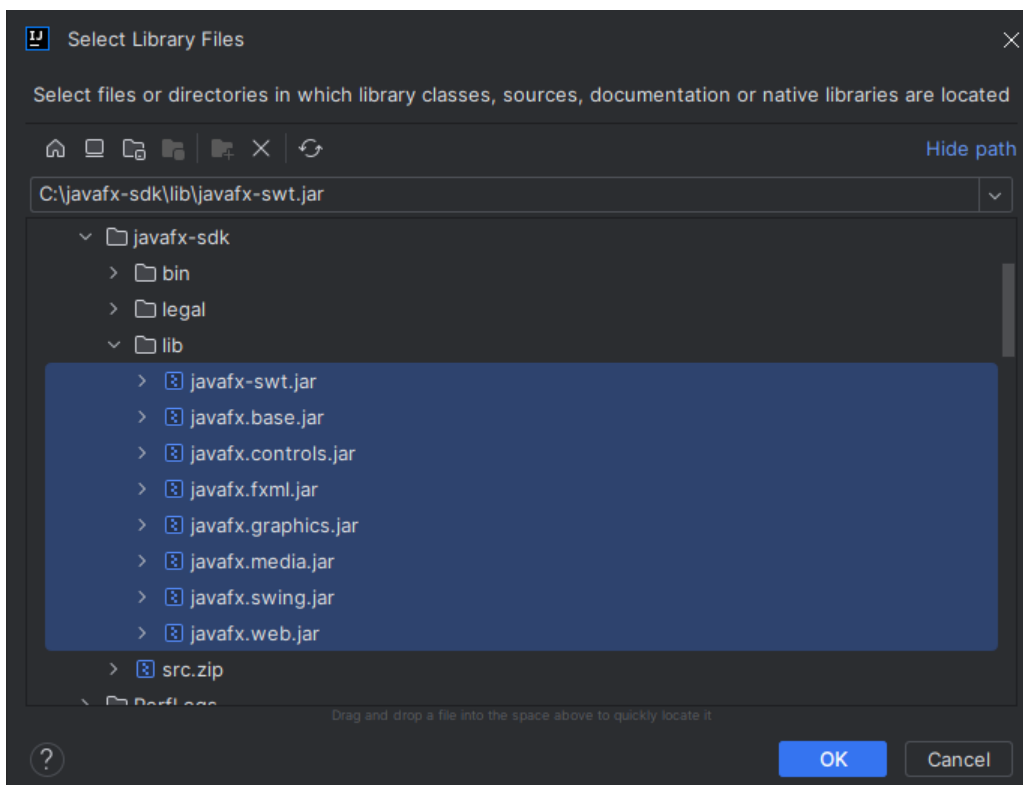 IJ
Select Library Files
Select files or directories in which library classes, sources, documentation or native libraries are located
Hide path
C:\javafx-sdk\lib\javafx-swt.jar
javafx-sdk
bin
legal
lib
javafx-swt.jar
javafx.base.jar
javafx.controls.jar
javafx.fxml.jar
javafx.graphics.jar
javafx.media.jar
javafx.swing.jar
javafx.web.jar
src.zip
PerfLogs
Drag and drop a file into the space above to quickly locate it
?
OK
Cancel